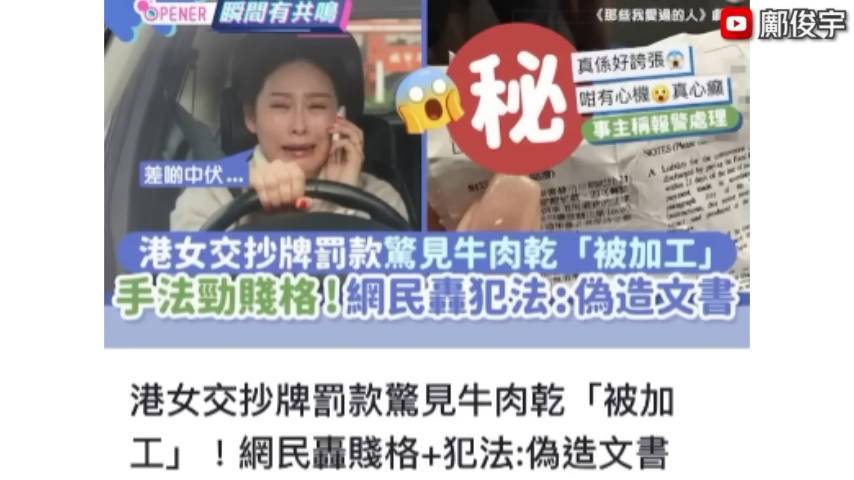 OPENER 瞬間有共鳴
《那些我愛過的人》
鄺俊宇
秘
真係好誇張
咁有心機 真心癲
事主稱報警處理
差啲中伏...
NOTES (Please
A Liability for the
港女交抄牌罰款驚見牛肉乾「被加工」
手法勁賤格！網民轟犯法：偽造文書
港女交抄牌罰款驚見牛肉乾「被加
工」！網民轟賤格+犯法:偽造文書